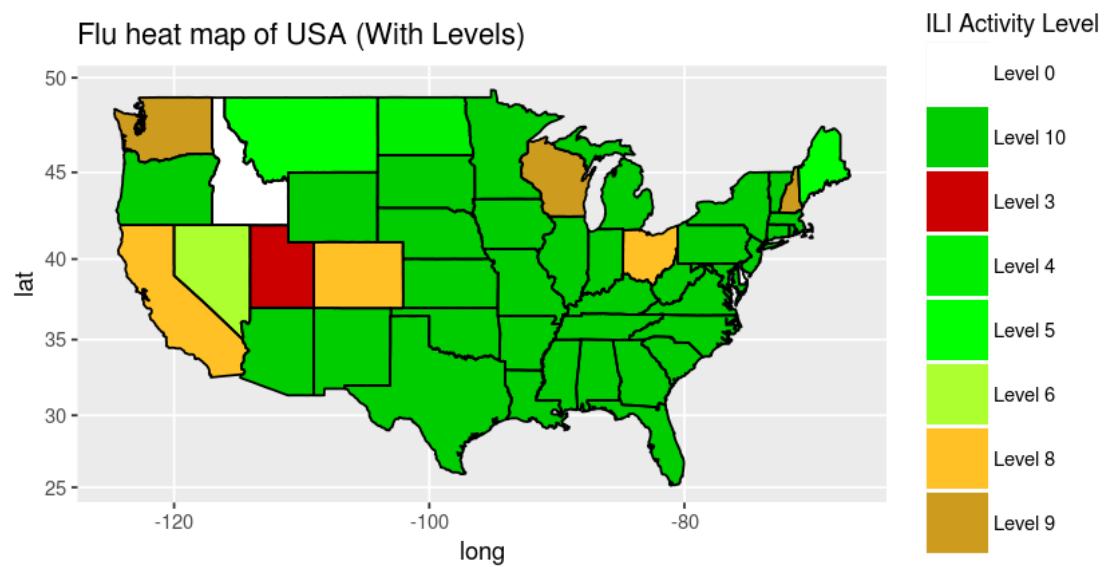 Flu heat map of USA (With Levels)
ILI Activity Level
Level 0
Level 10
Level 3
Level 4
Level 5
Level 6
Level 8
Level 9
lat
50
45
40
35
30
25
-120
-100
-80
long